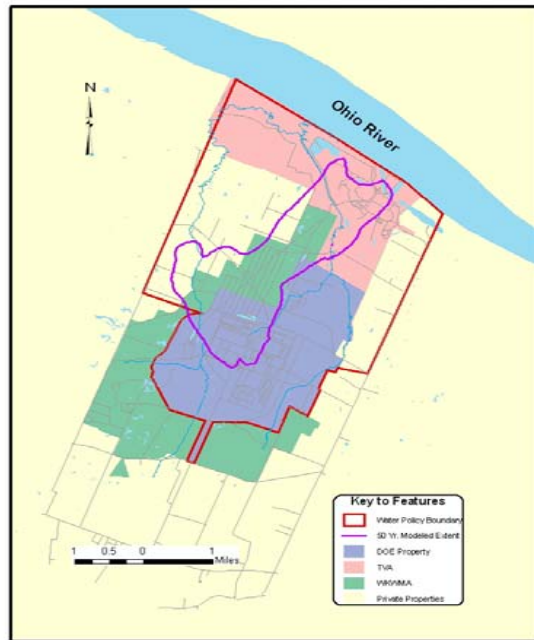 Ohio River
N
Key to Features
Water Policy Boundary
50 Yr. Modeled Extent
DOE Property
TVA
WKWMA
Private Properties
1 0.5 0 1
Miles